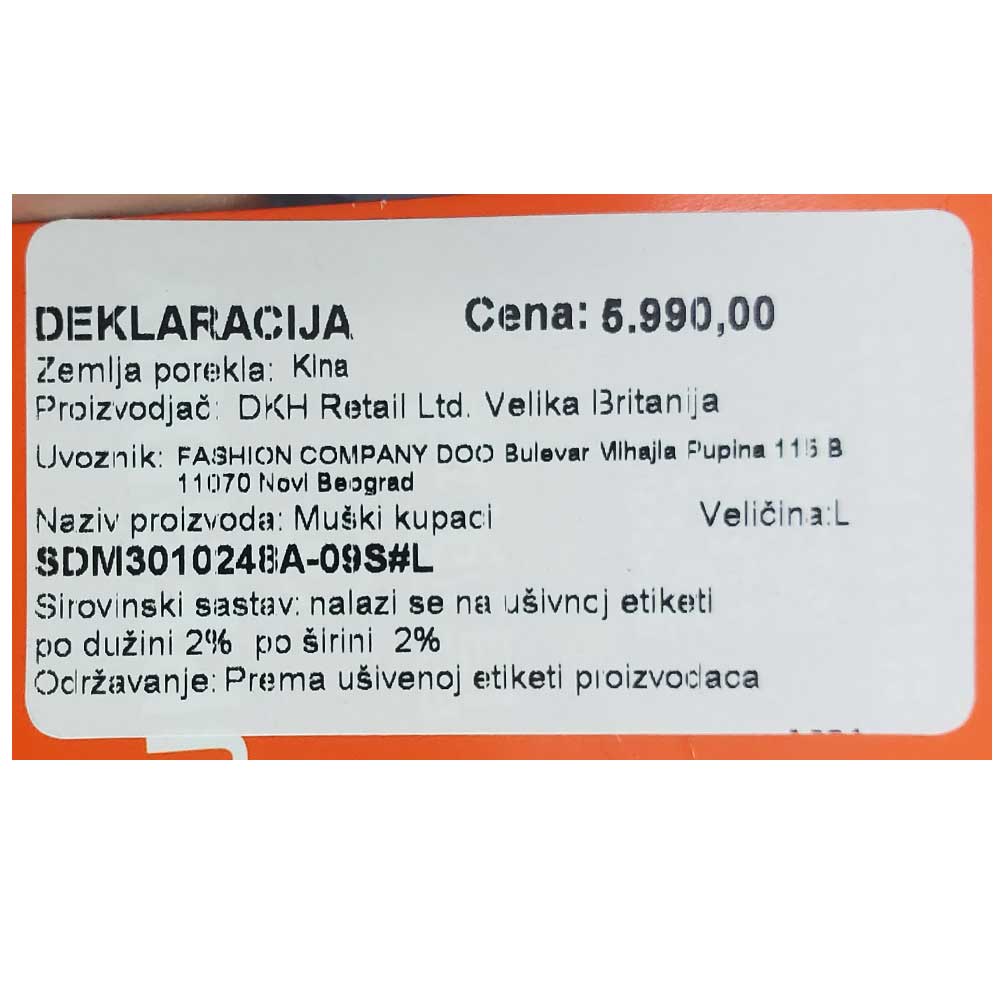 DEKLARACIJA Cena: 5.990,00
Zemlja porekla: Kina
Proizvodjač: DKH Retail Ltd. Velika Britanija
Uvoznik: FASHION COMPANY DOO Bulevar Mihajla Pupina 115 B
11070 Novi Beograd
Naziv proizvoda: Muški kupaci Veličina:L
SDM3010248A-09S#L
Sirovinski sastav: nalazi se na ušivnoj etiketi
po dužini 2% po širini 2%
Održavanje: Prema ušivenoj etiketi proizvodaca